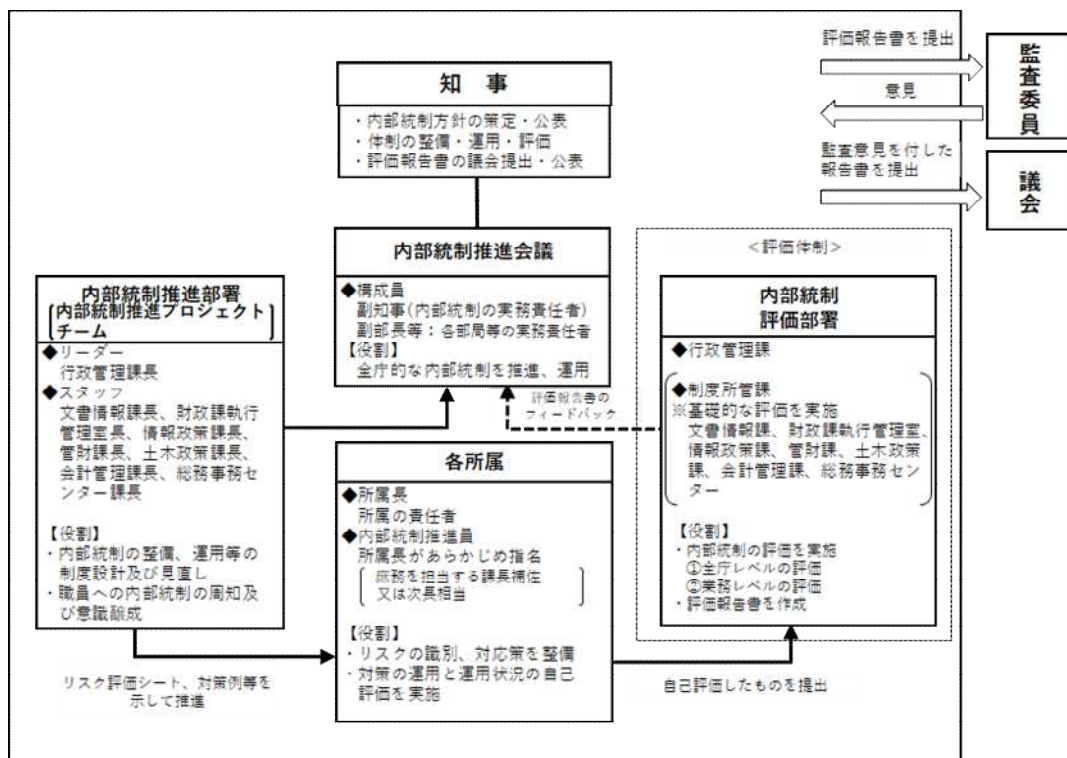 評価報告書を提出
監査委員
意見
監査意見を付した
報告書を提出
議会
知 事
・内部統制方針の策定・公表
・体制の整備・運用・評価
・評価報告書の議会提出・公表
内部統制推進会議
◆構成員
副知事(内部統制の実務責任者)
副部長等：各部局等の実務責任者
【役割】
全庁的な内部統制を推進、運用
内部統制推進部署
内部統制推進プロジェクト
チーム
◆リーダー
行政管理課長
◆スタッフ
文書情報課長、財政課執行
管理室長、情報政策課長、
管財課長、土木政策課長、
会計管理課長、総務事務セ
ンター課長
【役割】
・内部統制の整備、運用等の
制度設計及び見直し
・職員への内部統制の周知及
び意識醸成
＜評価体制＞
内部統制
評価部署
◆行政管理課
◆制度所管課
※基礎的な評価を実施
文書情報課、財政課執行管理室、
情報政策課、管財課、土木政策
課、会計管理課、総務事務セン
ター
【役割】
・内部統制の評価を実施
①全庁レベルの評価
②業務レベルの評価
・評価報告書を作成
評価報告書の
フィードバック
各所属
◆所属長
所属の責任者
◆内部統制推進員
所属長があらかじめ指名
庶務を担当する課長補佐
又は次長相当
【役割】
・リスクの識別、対応策を整備
・対策の運用と運用状況の自己
評価を実施
リスク評価シート、対策例等を
示して推進
自己評価したものを提出